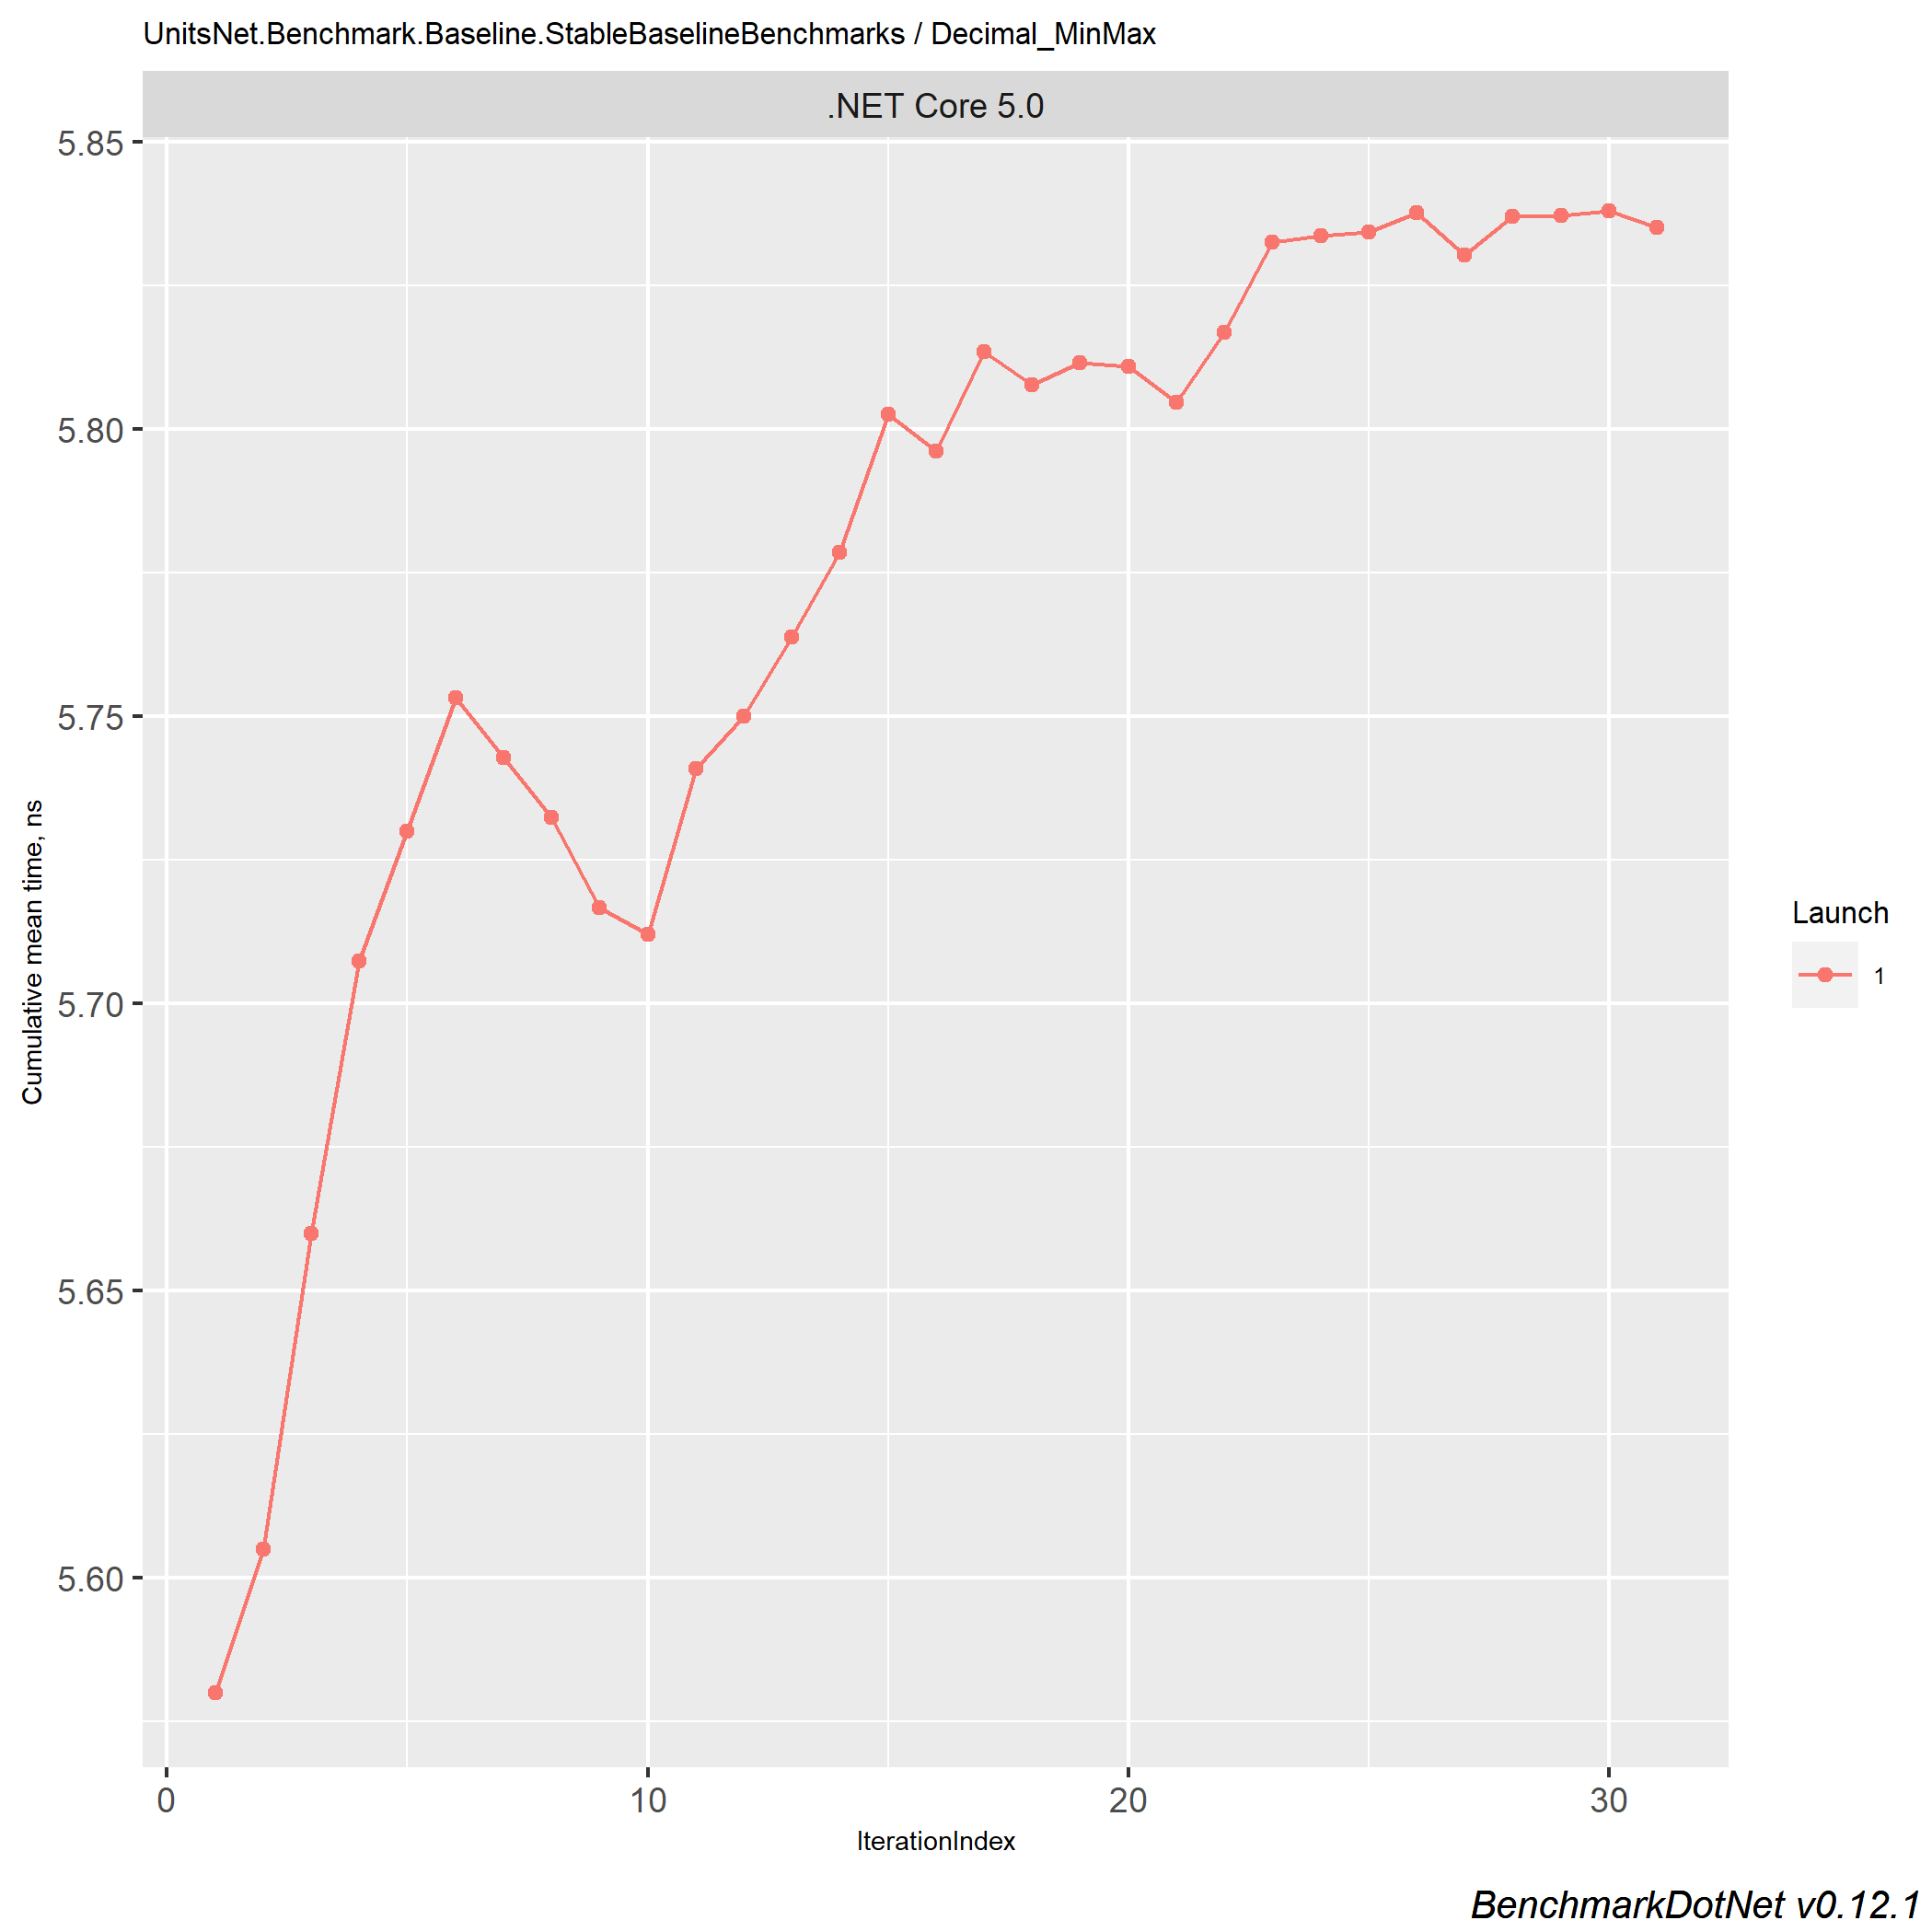 UnitsNet.Benchmark.Baseline.StableBaselineBenchmarks / Decimal_MinMax
.NET Core 5.0
5.85
5.80
5.75
5.70
5.65
5.60
Cumulative mean time, ns
0 10 20 30
IterationIndex
Launch
1
BenchmarkDotNet v0.12.1